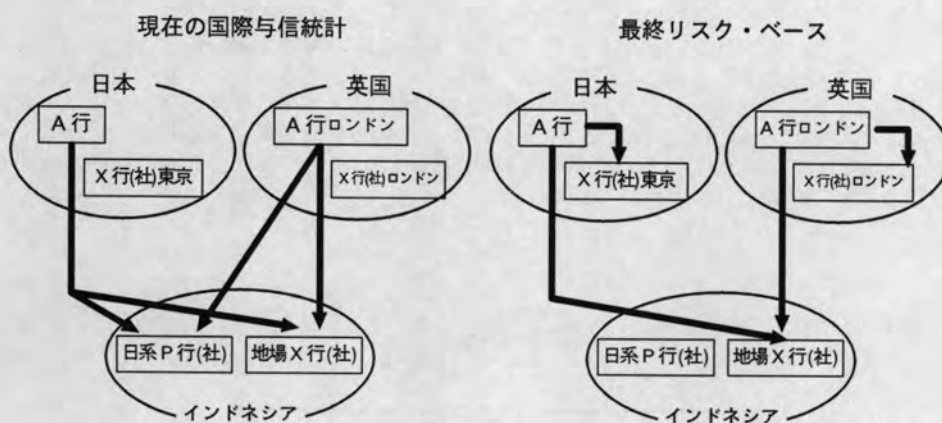 現在の国際与信統計
日本
英国
A行
A行ロンドン
X行(社)東京
X行(社)ロンドン
日系P行(社)
地場X行(社)
インドネシア
最終リスク・ベース
日本
英国
A行
A行ロンドン
X行(社)東京
X行(社)ロンドン
日系P行(社)
地場X行(社)
インドネシア